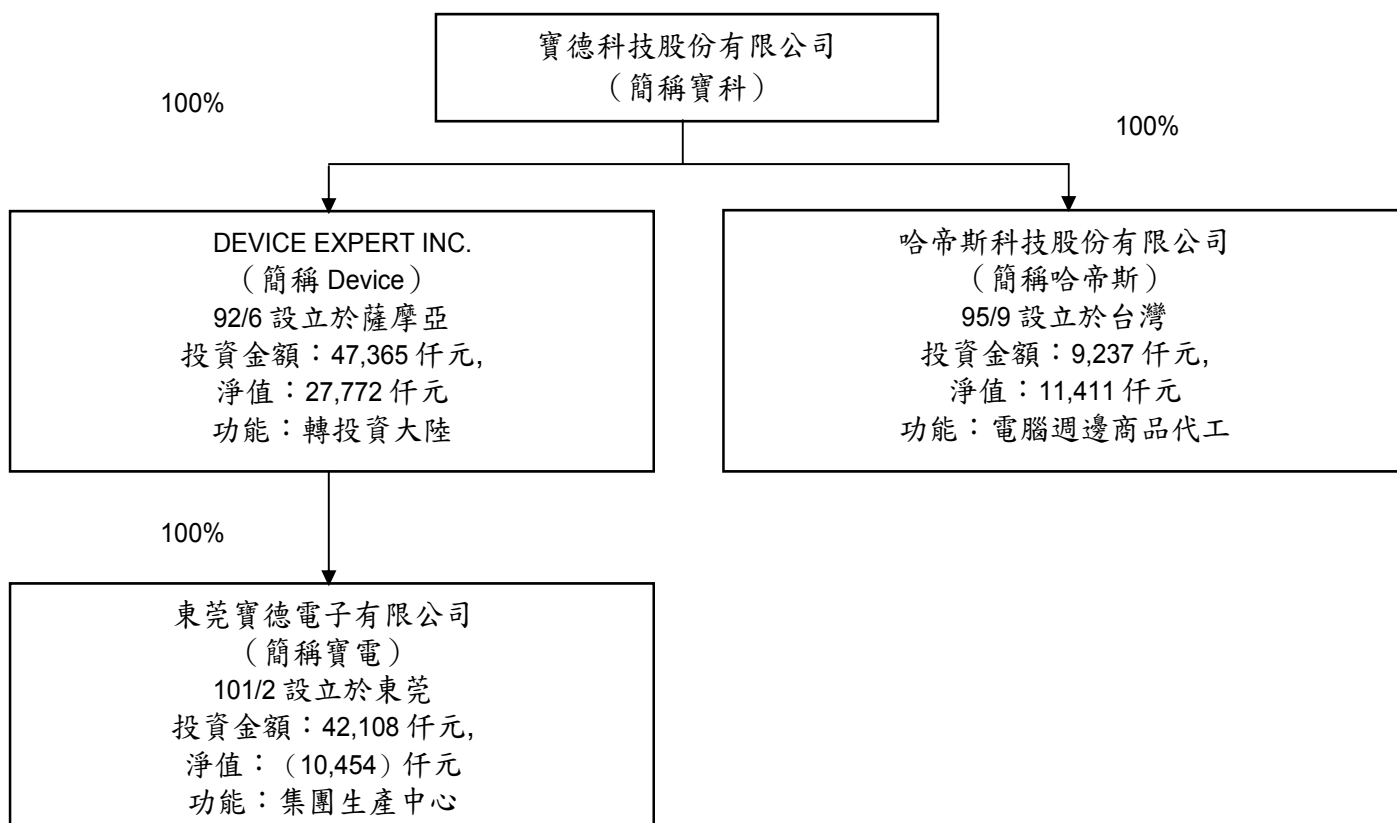 寶德科技股份有限公司
（簡稱寶科）
100%
100%
DEVICE EXPERT INC.
（簡稱 Device）
92/6 設立於薩摩亞
投資金額：47,365 仟元,
淨值：27,772 仟元
功能：轉投資大陸
哈帝斯科技股份有限公司
（簡稱哈帝斯）
95/9 設立於台灣
投資金額：9,237 仟元,
淨值：11,411 仟元
功能：電腦週邊商品代工
100%
東莞寶德電子有限公司
（簡稱寶電）
101/2 設立於東莞
投資金額：42,108 仟元,
淨值：（10,454）仟元
功能：集團生產中心